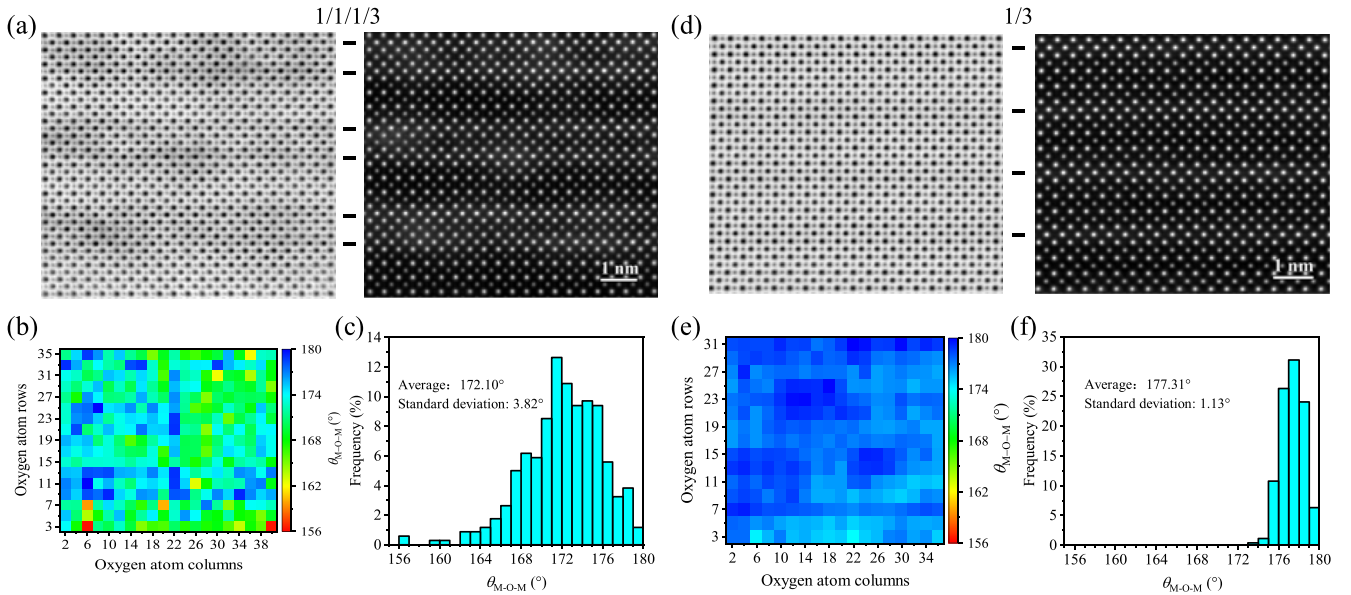 (a)
1/1/1/3
(d)
1/3
1 nm
1 nm
(b)
35
31
27
23
19
15
11
7
3
2 6 10 14 18 22 26 30 34 38
Oxygen atom rows
Oxygen atom columns
180
174
168
162
156
θM-O-M (°)
(c)
14
12
10
8
6
4
2
0
Frequency (%)
Average：172.10°
Standard deviation: 3.82°
156 160 164 168 172 176 180
θM-O-M (°)
(e)
31
27
23
19
15
11
7
3
2 6 10 14 18 22 26 30 34
Oxygen atom rows
Oxygen atom columns
180
174
168
162
156
θM-O-M (°)
(f)
35
30
25
20
15
10
5
0
Frequency (%)
Average：177.31°
Standard deviation: 1.13°
156 160 164 168 172 176 180
θM-O-M (°)